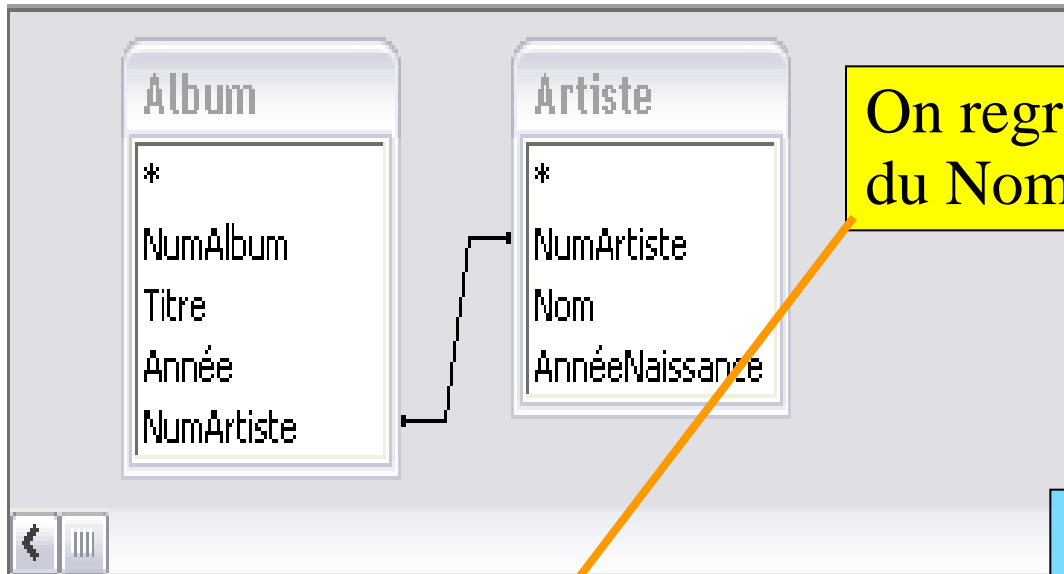 Album
*
NumAlbum
Titre
Année
NumArtiste
Artiste
*
NumArtiste
Nom
AnnéeNaissance
On regr
du Nom